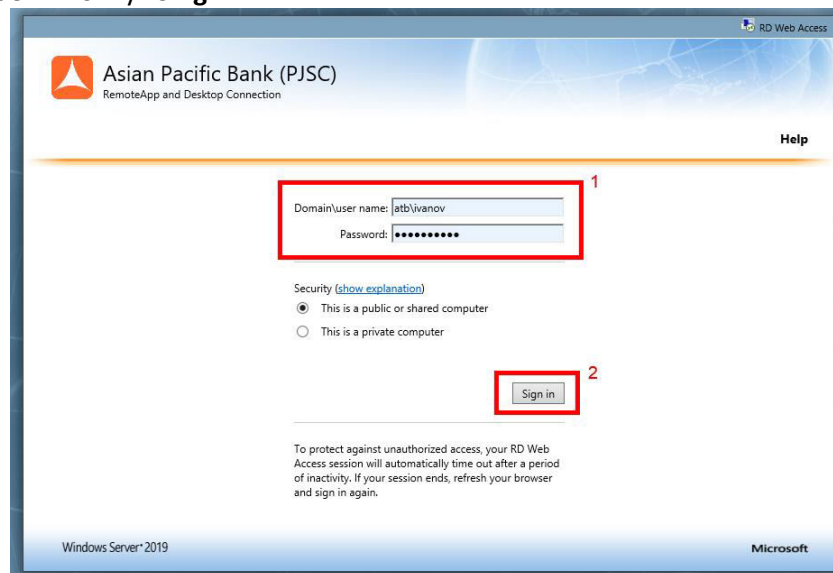 RD Web Access
Asian Pacific Bank (PJSC)
RemoteApp and Desktop Connection
Help
1
Domain\user name: atb\ivanov
Password: ••••••••••
Security (show explanation)
This is a public or shared computer
This is a private computer
2
Sign in
To protect against unauthorized access, your RD Web
Access session will automatically time out after a period
of inactivity. If your session ends, refresh your browser
and sign in again.
Windows Server 2019
Microsoft